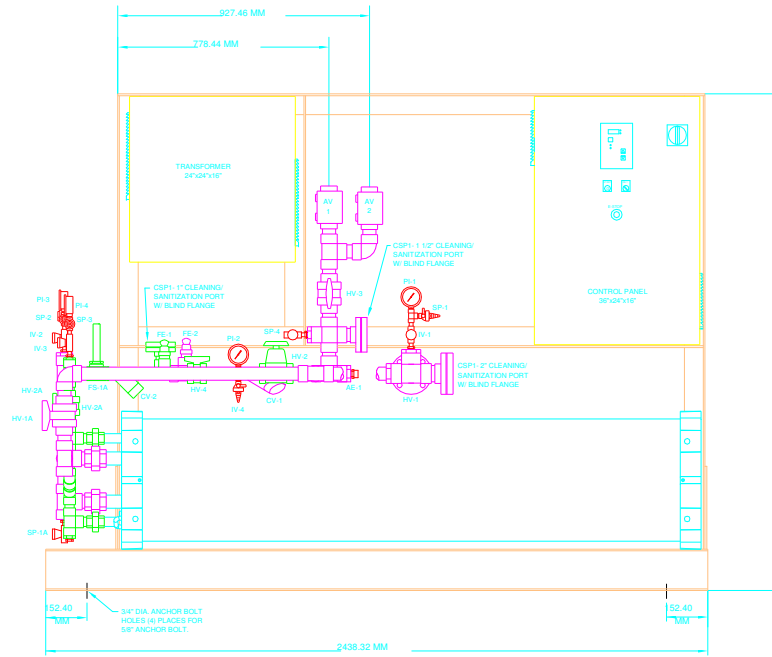 927.46 MM
778.44 MM
TRANSFORMER
24"x24"x16"
AV
1
AV
2
CSP1- 1 1/2" CLEANING/
SANITIZATION PORT
W/ BLIND FLANGE
CSP1- 1" CLEANING/
SANITIZATION PORT
W/ BLIND FLANGE
CONTROL PANEL
HV-3
PI-1
SP-1
IV-1
PI-3
PI-4
SP-2
SP-3
IV-2
IV-3
FE-1
FE-2
PI-2
SP-4
HV-2
CSP1- 2" CLEANING/
SANITIZATION PORT
W/ BLIND FLANGE
HV-2A
FS-1A
CV-2
HV-4
IV-4
CV-1
AE-1
HV-1
HV-2A
HV-1A
SP-1A
152.40
MM
3/4" DIA. ANCHOR BOLT
HOLES (4) PLACES FOR
5/8" ANCHOR BOLT.
152.40
MM
2438.32 MM